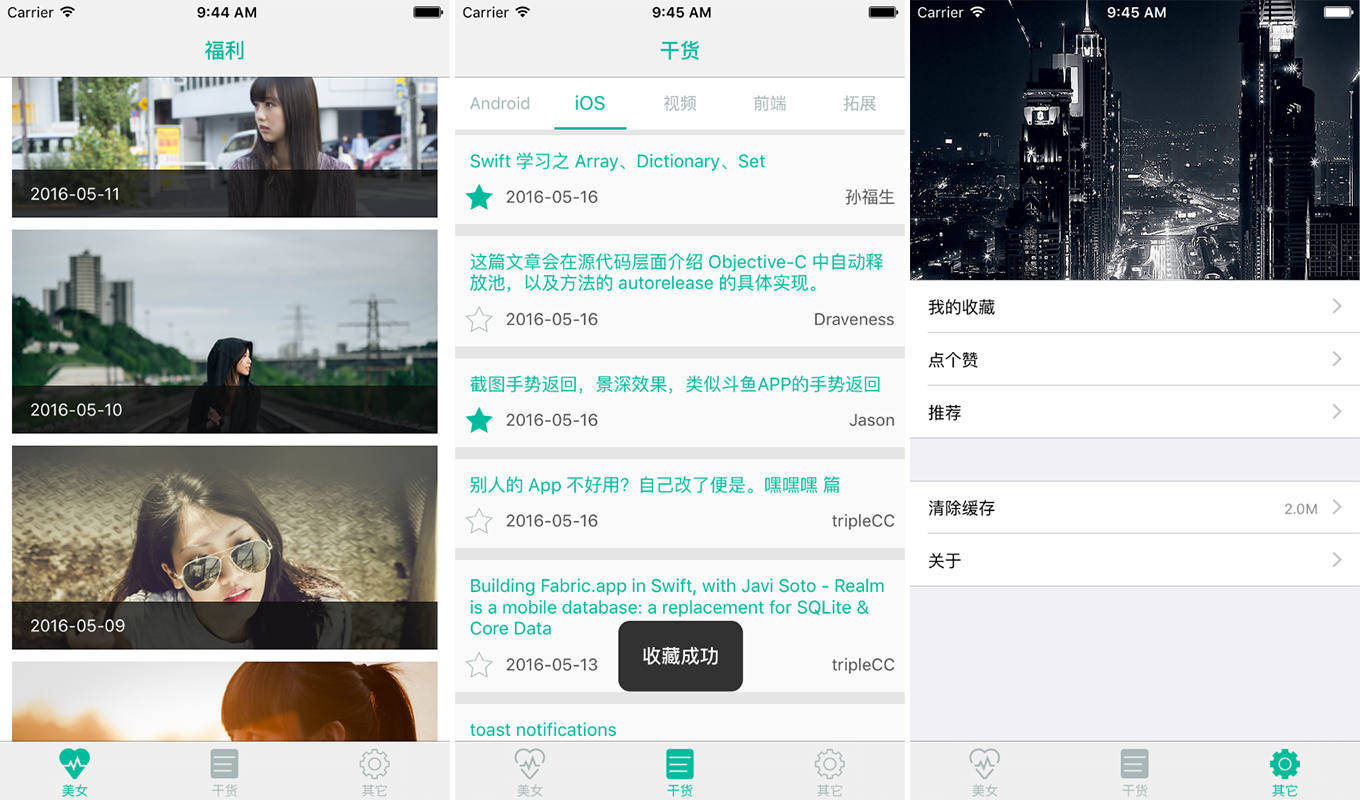 Carrier 9:44 AM
福利
2016-05-11
2016-05-10
2016-05-09
美女
干货
其它
Carrier 9:45 AM
干货
Android iOS 视频 前端 拓展
Swift 学习之 Array、Dictionary、Set
2016-05-16 孙福生
这篇文章会在源代码层面介绍 Objective-C 中自动释
放池，以及方法的 autorelease 的具体实现。
2016-05-16 Draveness
截图手势返回，景深效果，类似斗鱼APP的手势返回
2016-05-16 Jason
别人的 App 不好用？自己改了便是。嘿嘿嘿 篇
2016-05-16 tripleCC
Building Fabric.app in Swift, with Javi Soto - Realm
is a mobile database: a replacement for SQLite &
Core Data
2016-05-13 tripleCC
收藏成功
toast notifications
美女
干货
其它
Carrier 9:45 AM
我的收藏
点个赞
推荐
清除缓存 2.0M
关于
美女
干货
其它